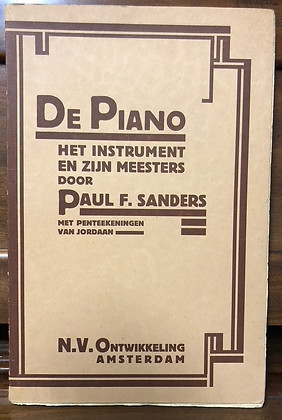 DE PIANO
HET INSTRUMENT
EN ZIJN MEESTERS
DOOR
PAUL F. SANDERS
MET PENTEEKENINGEN
VAN JORDAAN
N.V. ONTWIKKELING
AMSTERDAM